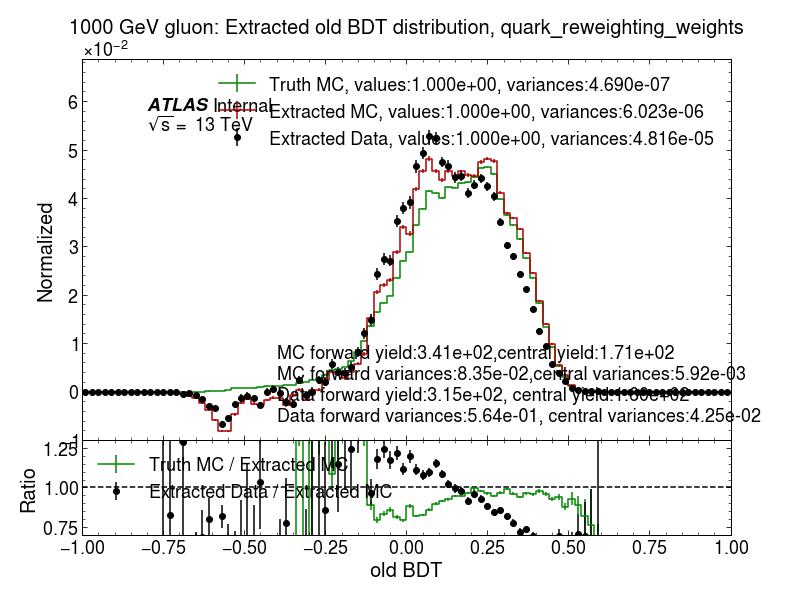 1000 GeV gluon: Extracted old BDT distribution, quark_reweighting_weights
×10−2
Truth MC, values:1.000e+00, variances:4.690e-07
ATLAS Internal
Extracted MC, values:1.000e+00, variances:6.023e-06
√s = 13 TeV
Extracted Data, values:1.000e+00, variances:4.816e-05
6
5
4
3
2
1
0
Normalized
MC forward yield:3.41e+02,central yield:1.71e+02
MC forward variances:8.35e-02,central variances:5.92e-03
Data forward yield:3.15e+02, central
Data forward variances:5.64e-01, central variances:4.25e-02
1.25
1.00
0.75
Ratio
Truth MC / Extracted MC
Extracted Data / Extracted MC
−1.00 −0.75 −0.50 −0.25 0.00 0.25 0.50 0.75 1.00
old BDT